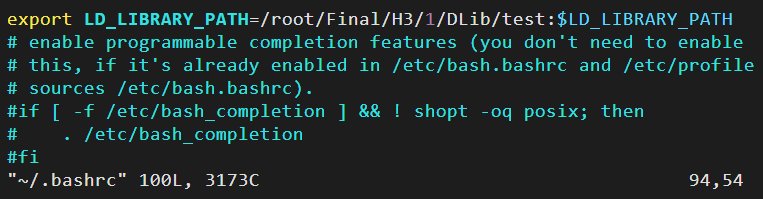 export LD_LIBRARY_PATH=/root/Final/H3/1/DLib/test:$LD_LIBRARY_PATH
# enable programmable completion features (you don't need to enable
# this, if it's already enabled in /etc/bash.bashrc and /etc/profile
# sources /etc/bash.bashrc).
#if [ -f /etc/bash_completion ] && ! shopt -oq posix; then
#    . /etc/bash_completion
#fi
"~/.bashrc" 100L, 3173C 94,54